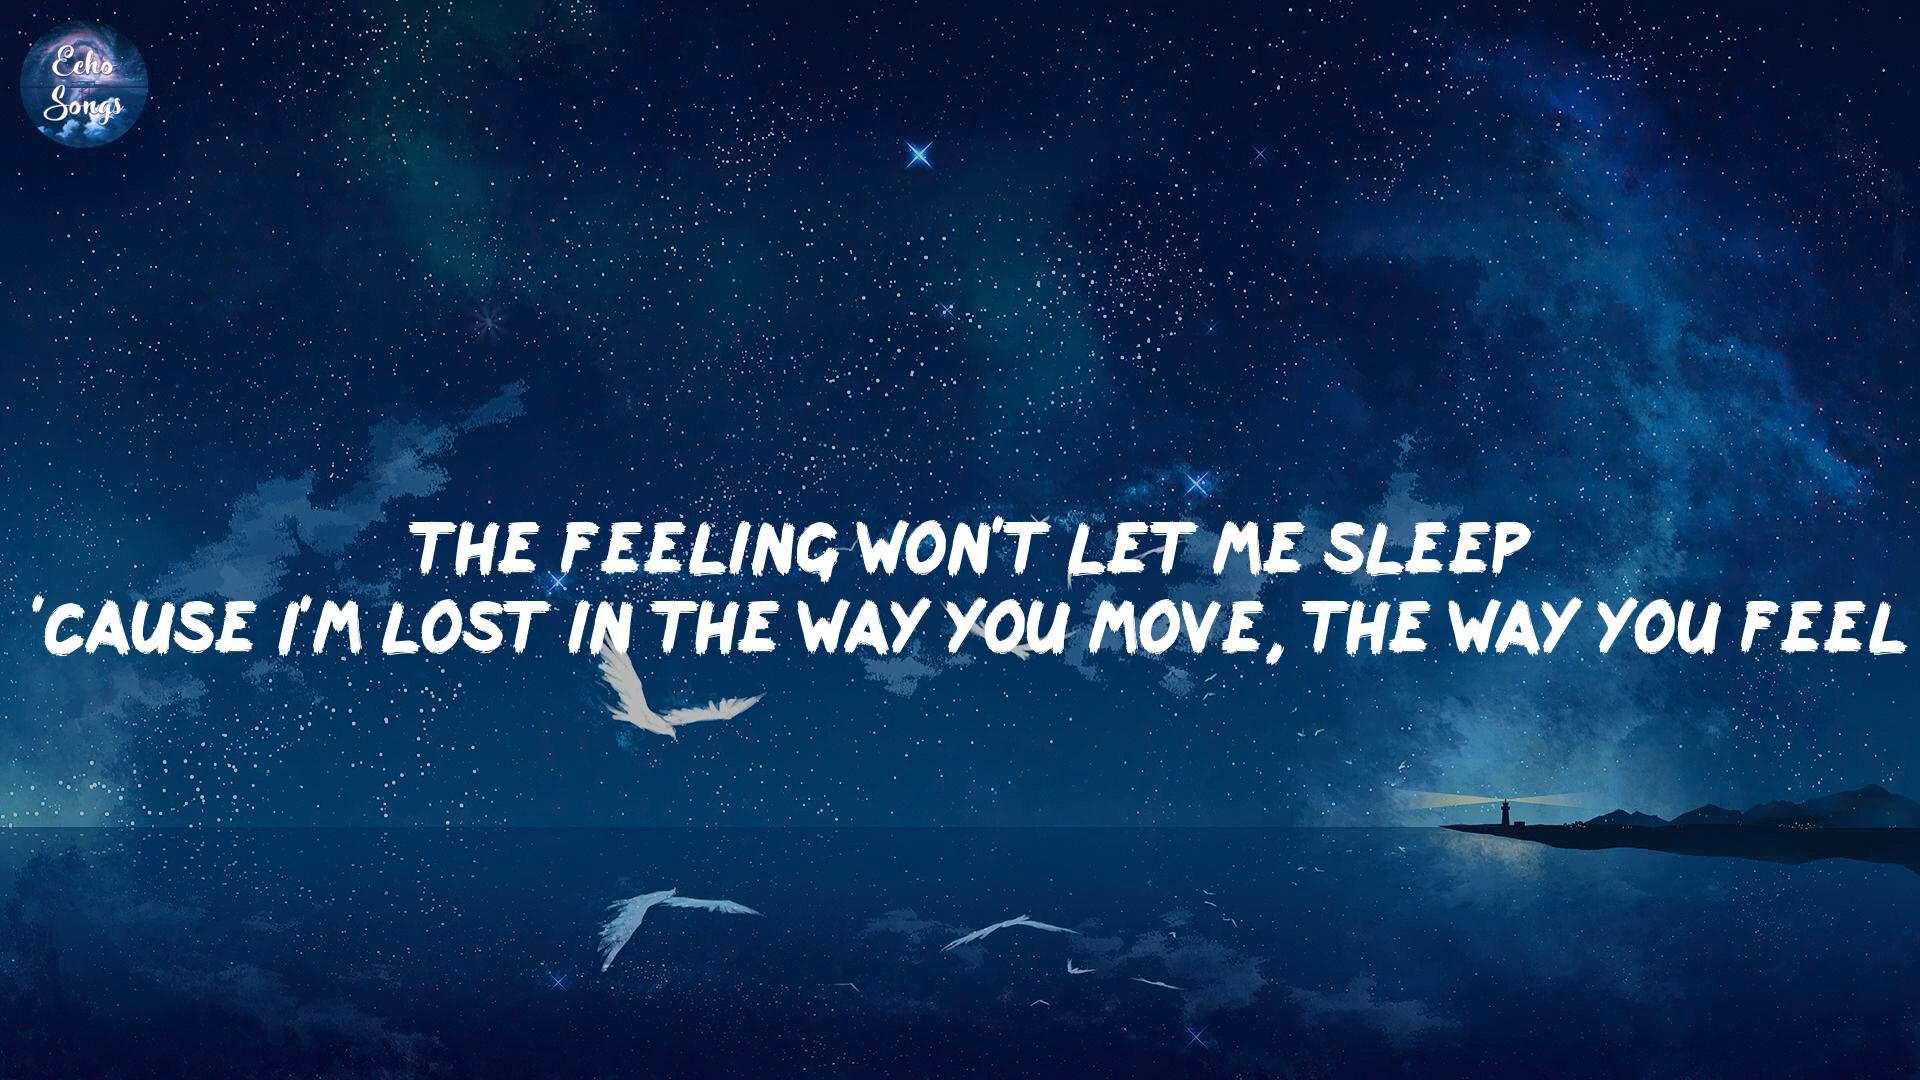 Echo
Songs
THE FEELING WON'T LET ME SLEEP
'CAUSE I'M LOST IN THE WAY YOU MOVE, THE WAY YOU FEEL